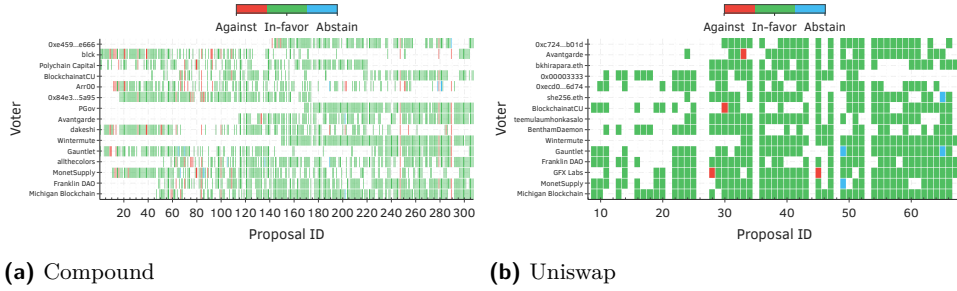 Against In-favor Abstain
0xe459...e666
blck
Polychain Capital
BlockchainatCU
Arr00
0x84e3...5a95
PGov
Avantgarde
dakeshi
Wintermute
Gauntlet
allthecolors
MonetSupply
Franklin DAO
Michigan Blockchain
Voter
20 40 60 80 100 120 140 160 180 200 220 240 260 280 300
Proposal ID
(a) Compound
Against In-favor Abstain
0xc724...b01d
Avantgarde
bkhirapara.eth
0x00003333
0xecd0...6d74
she256.eth
BlockchainatCU
teemulaumhonkasalo
BenthamDaemon
Wintermute
Gauntlet
Franklin DAO
GFX Labs
MonetSupply
Michigan Blockchain
Voter
10 20 30 40 50 60
Proposal ID
(b) Uniswap